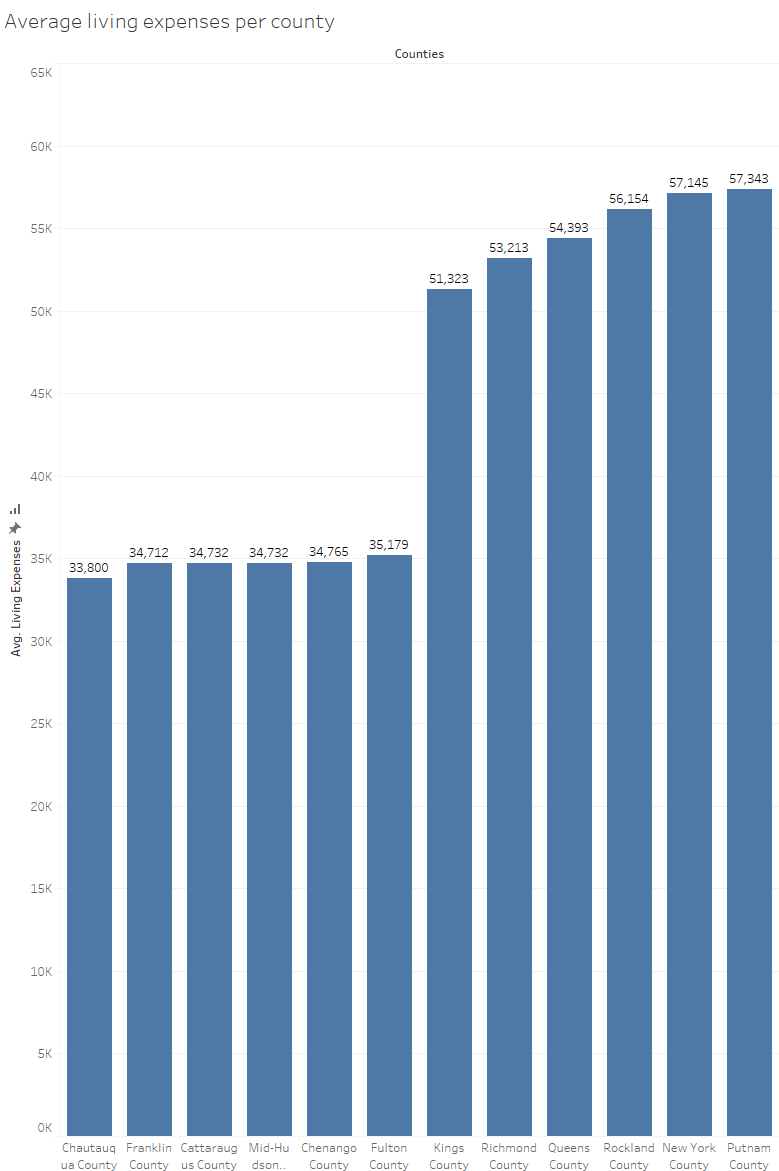 Average living expenses per county
Counties
65K
60K
55K
50K
45K
40K
35K
30K
25K
20K
15K
10K
5K
0K
Avg. Living Expenses
33,800
34,712
34,732
34,732
34,765
35,179
51,323
53,213
54,393
56,154
57,145
57,343
Chautauq
ua County
Franklin
County
Cattaraug
us County
Mid-Hu
dson..
Chenango
County
Fulton
County
Kings
County
Richmond
County
Queens
County
Rockland
County
New York
County
Putnam
County